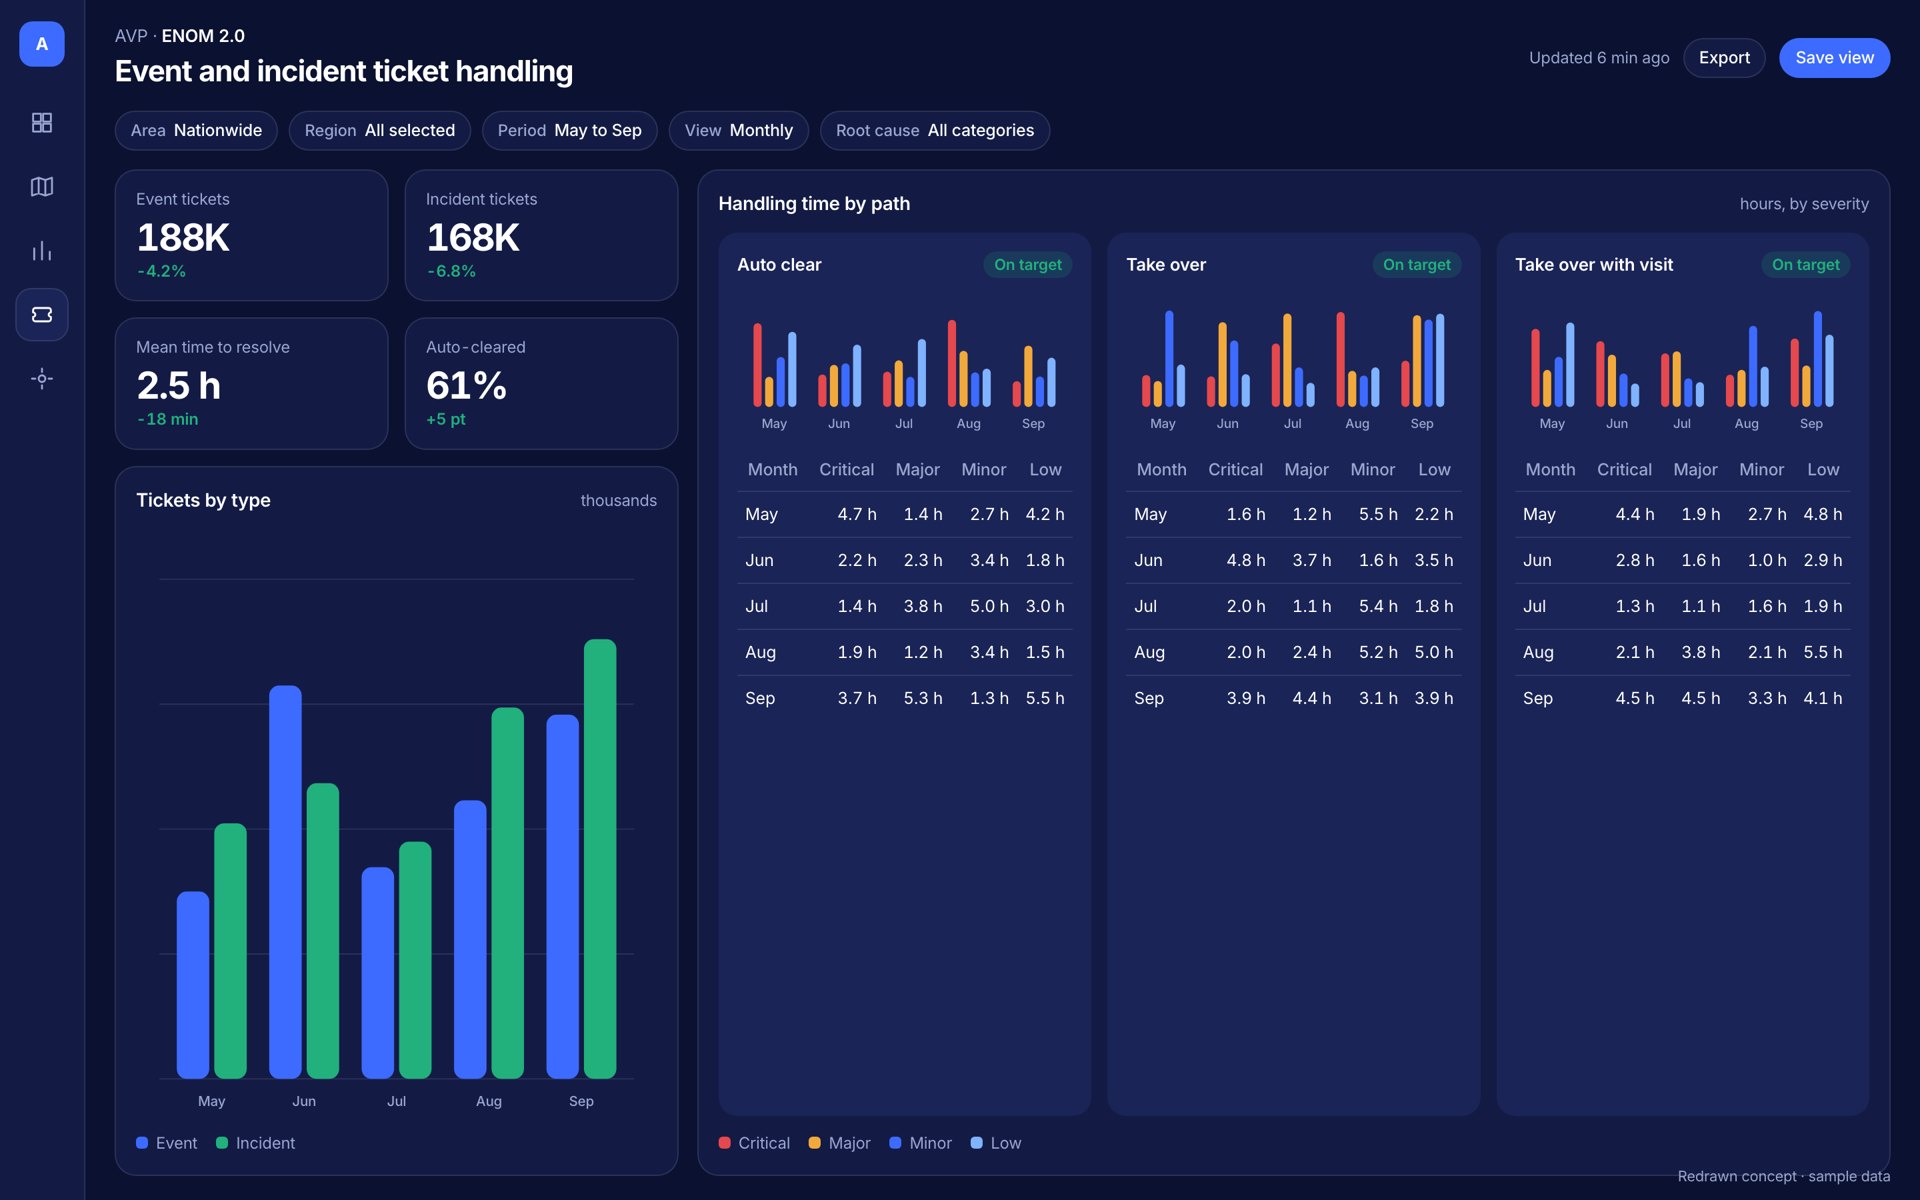 A
AVP · ENOM 2.0
Event and incident ticket handling
Updated 6 min ago
Export
Save view
Area Nationwide
Region All selected
Period May to Sep
View Monthly
Root cause All categories
Event tickets
188K
-4.2%
Incident tickets
168K
-6.8%
Mean time to resolve
2.5 h
-18 min
Auto-cleared
61%
+5 pt
Tickets by type
thousands
May Jun Jul Aug Sep
Event Incident
Handling time by path
hours, by severity
Auto clear
On target
May Jun Jul Aug Sep
Month Critical Major Minor Low
May 4.7 h 1.4 h 2.7 h 4.2 h
Jun 2.2 h 2.3 h 3.4 h 1.8 h
Jul 1.4 h 3.8 h 5.0 h 3.0 h
Aug 1.9 h 1.2 h 3.4 h 1.5 h
Sep 3.7 h 5.3 h 1.3 h 5.5 h
Take over
On target
May Jun Jul Aug Sep
Month Critical Major Minor Low
May 1.6 h 1.2 h 5.5 h 2.2 h
Jun 4.8 h 3.7 h 1.6 h 3.5 h
Jul 2.0 h 1.1 h 5.4 h 1.8 h
Aug 2.0 h 2.4 h 5.2 h 5.0 h
Sep 3.9 h 4.4 h 3.1 h 3.9 h
Take over with visit
On target
May Jun Jul Aug Sep
Month Critical Major Minor Low
May 4.4 h 1.9 h 2.7 h 4.8 h
Jun 2.8 h 1.6 h 1.0 h 2.9 h
Jul 1.3 h 1.1 h 1.6 h 1.9 h
Aug 2.1 h 3.8 h 2.1 h 5.5 h
Sep 4.5 h 4.5 h 3.3 h 4.1 h
Critical Major Minor Low
Redrawn concept · sample data